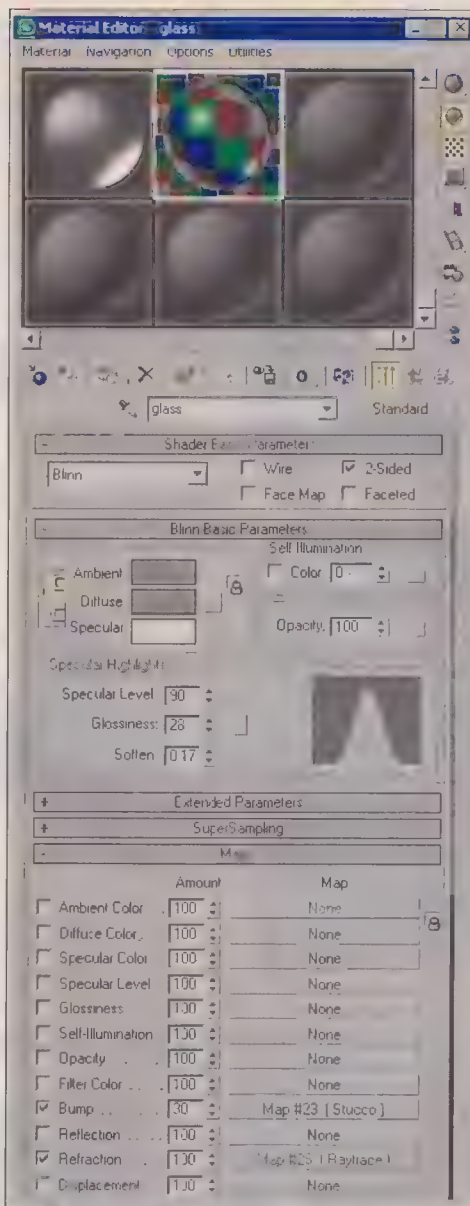 Material Editor - glass
Material Navigation Options Utilities
glass Standard
- Shader Basic Parameters
Blinn Wire 2-Sided
Face Map Faceted
- Blinn Basic Parameters
Self-Illumination
Ambient Color 0
Diffuse
Specular Opacity: 100
Specular Highlights
Specular Level: 90
Glossiness: 28
Soften: 0.17
+ Extended Parameters
+ SuperSampling
- Maps
Amount Map
Ambient Color . 100 None
Diffuse Color . 100 None
Specular Color 100 None
Specular Level 100 None
Glossiness 100 None
Self-Illumination 100 None
Opacity . . 100 None
Filter Color . . . 100 None
Bump . . . 30 Map #23 ( Stucco )
Reflection . . . . 100 None
Refraction . 100 ( Raytrace )
Displacement 100 None